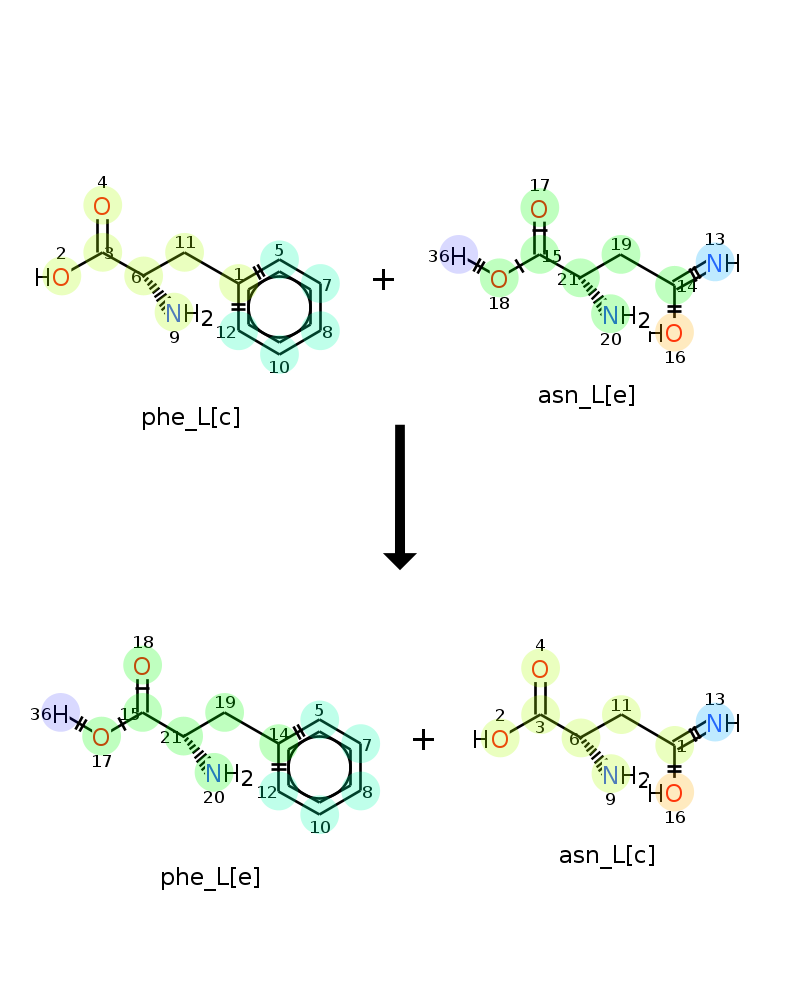 4 17
2 O 5 36H O 15 19 13 NH
HO 3 11 1 7 + 18 21 14
6 NH2 12 8 NH2 HO
9 10 20 16
phe_L[c] asn_L[e]
18 4
36H O 15 19 5 2 O 11 13 NH
O 21 14 7 + HO 3 6 1
17 NH2 12 8 NH2 HO
20 10 9 16
phe_L[e] asn_L[c]